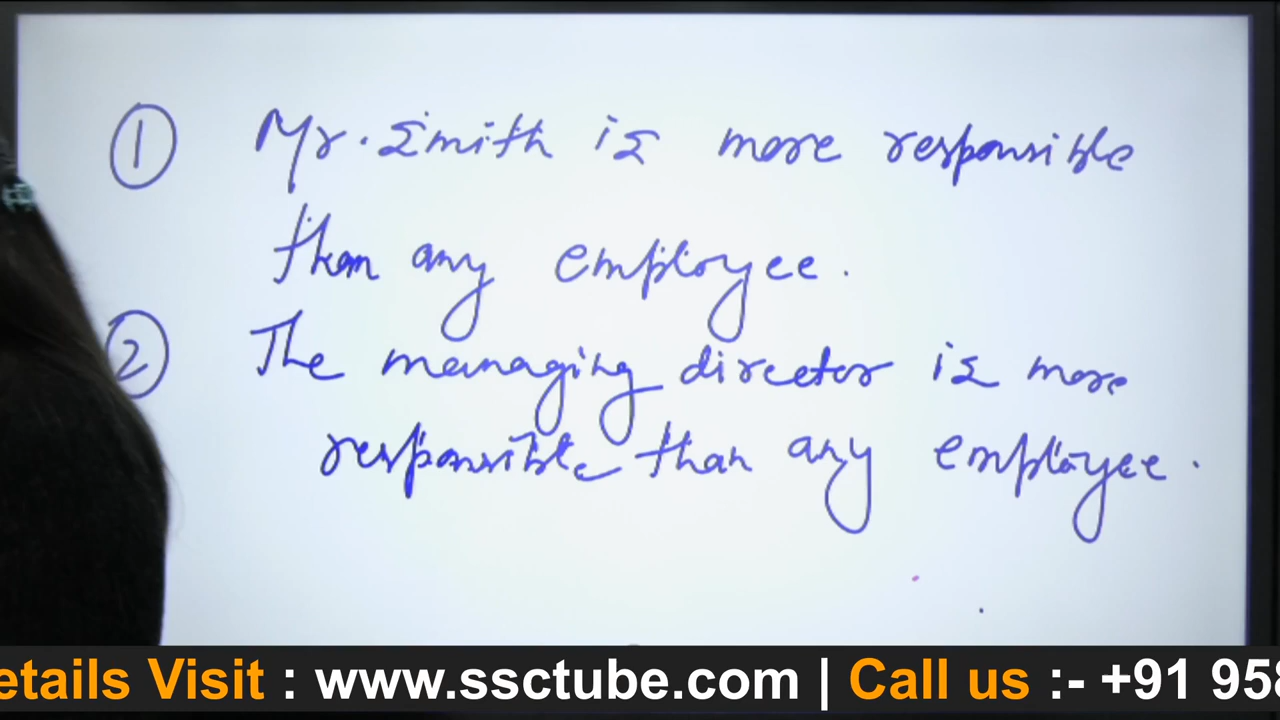 ① Mr. Smith is more responsible
than any employee.
② The managing director is more
responsible than any employee.
etails Visit : www.ssctube.com | Call us :- +91 958